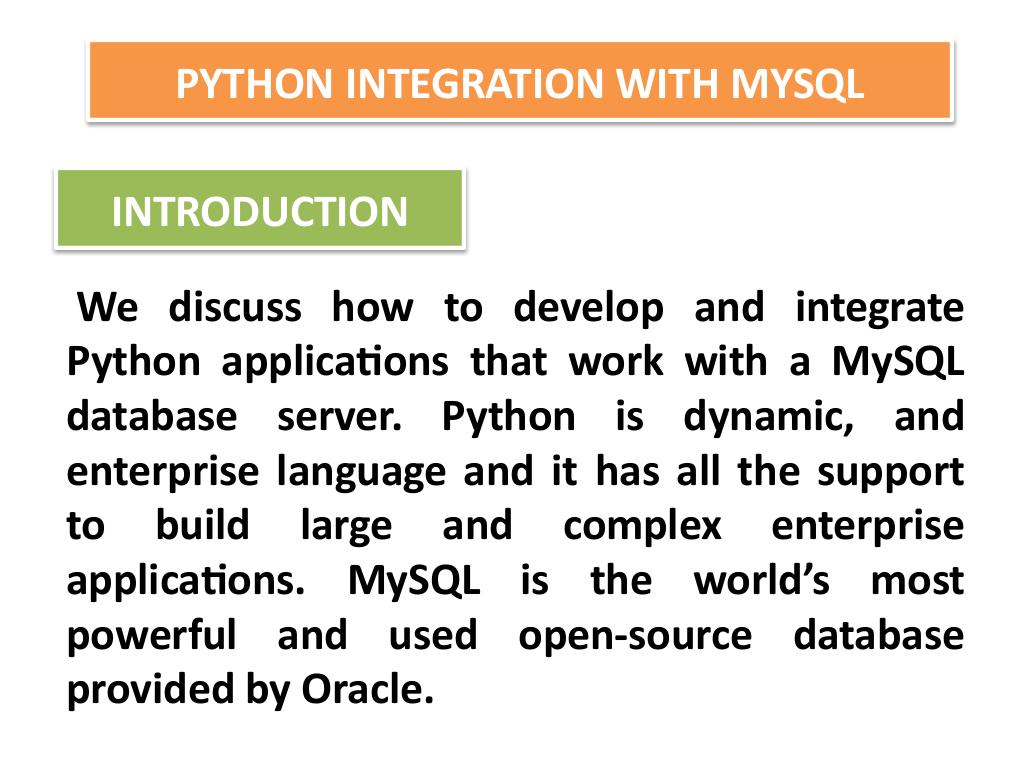 PYTHON INTEGRATION WITH MYSQL
INTRODUCTION
We discuss how to develop and integrate
Python applications that work with a MySQL
database server. Python is dynamic, and
enterprise language and it has all the support
to build large and complex enterprise
applications. MySQL is the world’s most
powerful and used open-source database
provided by Oracle.